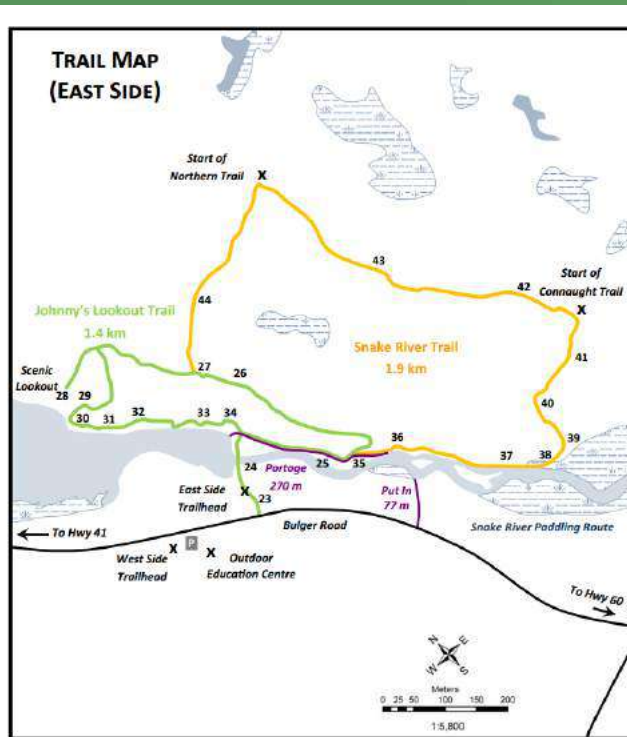 TRAIL MAP
(EAST SIDE)
Start of
Northern Trail
X
43
42
Start of
Connaught Trail
X
44
Johnny's Lookout Trail
1.4 km
Snake River Trail
1.9 km
41
27
26
Scenic
Lookout
28
29
40
30
31
32
33
34
36
39
24
Portage
270 m
25
35
37
38
East Side
Trailhead
X
23
Put In
77 m
Snake River Paddling Route
To Hwy 41
Bulger Road
West Side
Trailhead
X
P
X
Outdoor
Education Centre
To Hwy 60
N
E
W
S
Meters
0 25 50 100 150 200
1:5,800